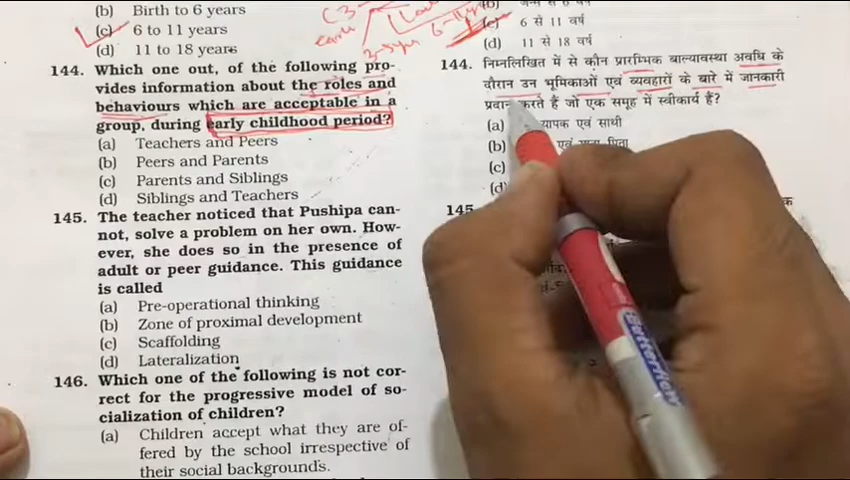 (b) Birth to 6 years
(c) 6 to 11 years
(d) 11 to 18 years
144. Which one out, of the following pro-
vides information about the roles and
behaviours which are acceptable in a
group, during early childhood period?
(a) Teachers and Peers
(b) Peers and Parents
(c) Parents and Siblings
(d) Siblings and Teachers
145. The teacher noticed that Pushipa can-
not, solve a problem on her own. How-
ever, she does so in the presence of
adult or peer guidance. This guidance
is called
(a) Pre-operational thinking
(b) Zone of proximal development
(c) Scaffolding
(d) Lateralization
146. Which one of the following is not cor-
rect for the progressive model of so-
cialization of children?
(a) Children accept what they are of-
fered by the school irrespective of
their social backgrounds.
3-5yr
6-11yr
(b)
(c) 6 से 11 वर्ष
(d) 11 से 18 वर्ष
144. निम्नलिखित में से कौन प्रारम्भिक बाल्यावस्था अवधि के
दौरान उन भूमिकाओं एवं व्यवहारों के बारे में जानकारी
प्रदान करते हैं जो एक समूह में स्वीकार्य हैं?
(a) एवं साथी
(b) एवं
(c)
(d)
145
Butterflow